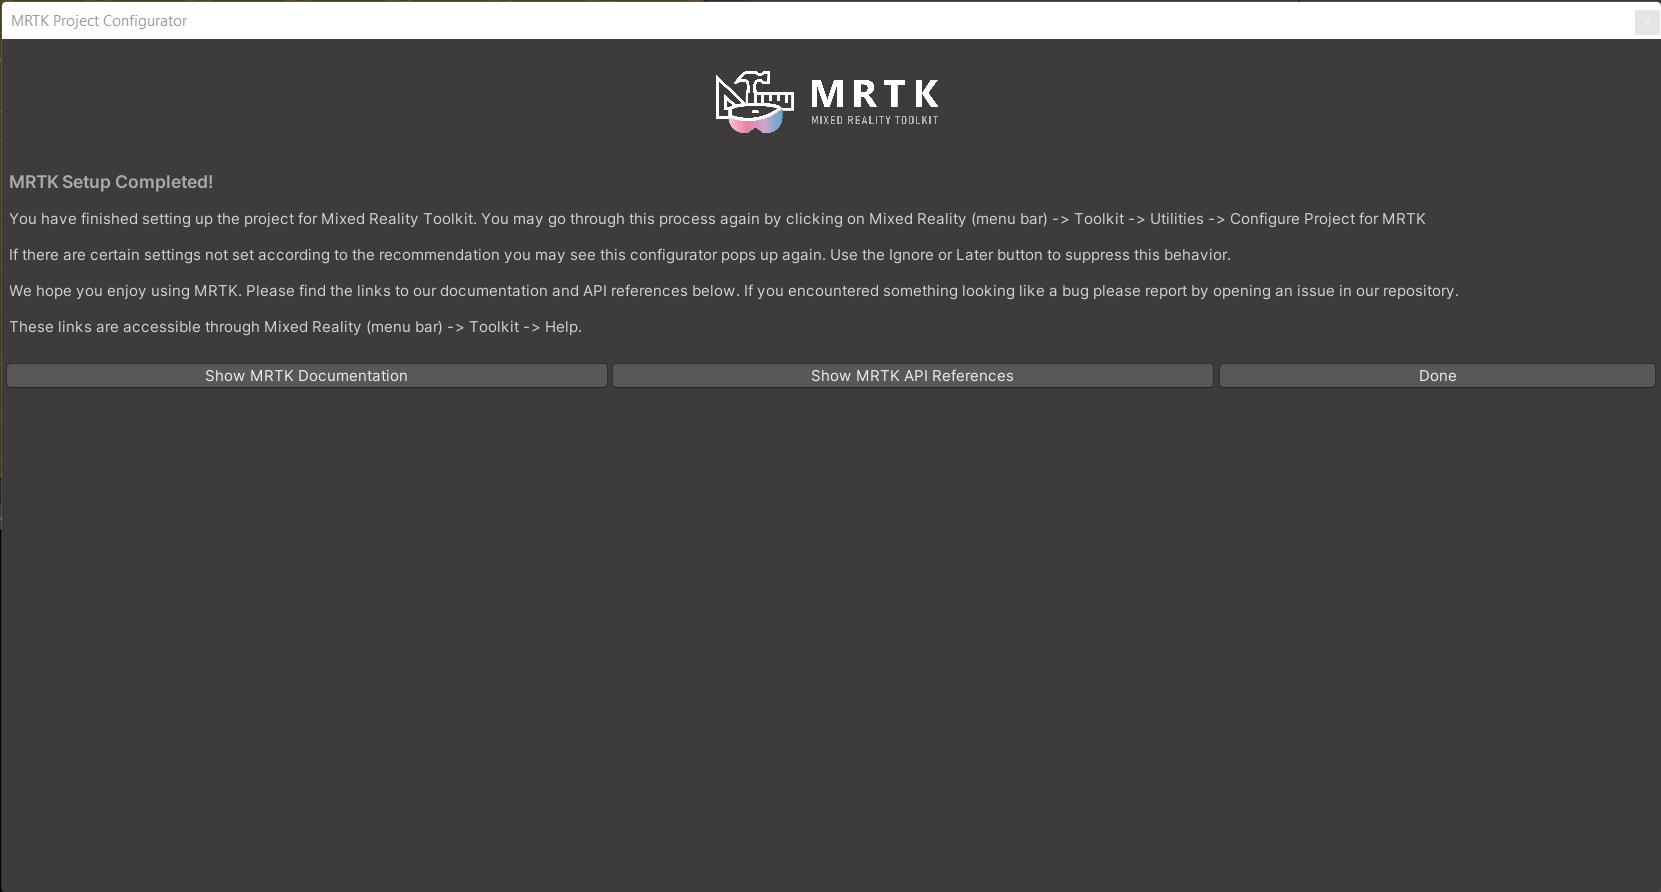 MRTK Project Configurator
MRTK
MIXED REALITY TOOLKIT
MRTK Setup Completed!
You have finished setting up the project for Mixed Reality Toolkit. You may go through this process again by clicking on Mixed Reality (menu bar) -> Toolkit -> Utilities -> Configure Project for MRTK
If there are certain settings not set according to the recommendation you may see this configurator pops up again. Use the Ignore or Later button to suppress this behavior.
We hope you enjoy using MRTK. Please find the links to our documentation and API references below. If you encountered something looking like a bug please report by opening an issue in our repository.
These links are accessible through Mixed Reality (menu bar) -> Toolkit -> Help.
Show MRTK Documentation
Show MRTK API References
Done